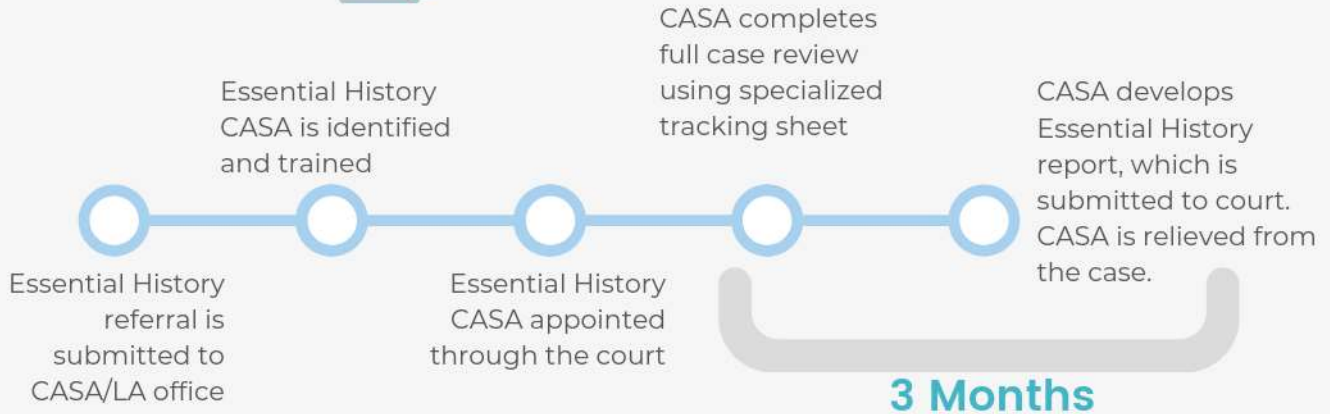 Essential History
referral is
submitted to
CASA/LA office
Essential History
CASA is identified
and trained
Essential History
CASA appointed
through the court
CASA completes
full case review
using specialized
tracking sheet
CASA develops
Essential History
report, which is
submitted to court.
CASA is relieved from
the case.
3 Months